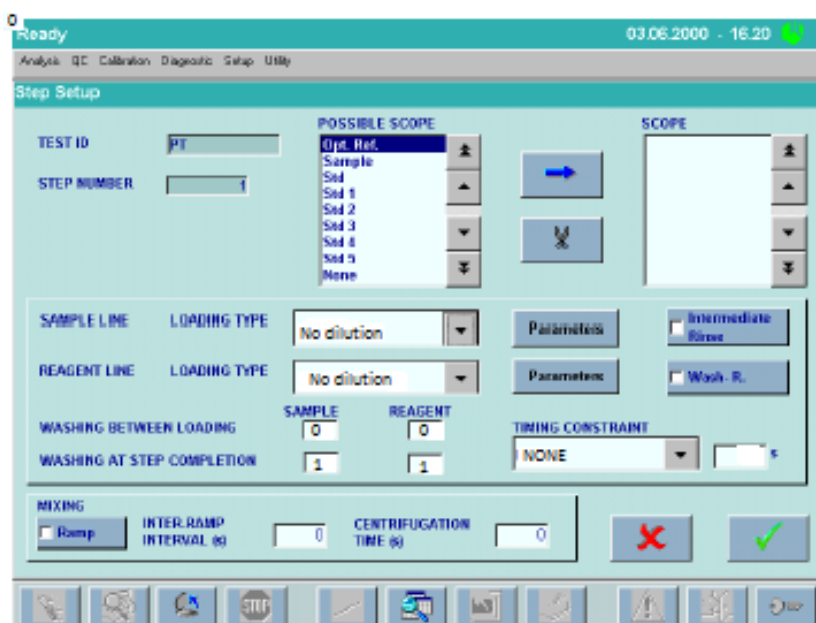 0
Ready 03.06.2000 - 16.20
Analysis QC Calibration Diagnostic Setup Utility
Step Setup
TEST ID PT
STEP NUMBER 1
POSSIBLE SCOPE
Opt. Ref.
Sample
Std
Std 1
Std 2
Std 3
Std 4
Std 5
None
SCOPE
SAMPLE LINE LOADING TYPE No dilution Parameters Intermediate Rinse
REAGENT LINE LOADING TYPE No dilution Parameters Wash-R.
SAMPLE REAGENT
WASHING BETWEEN LOADING 0 0
WASHING AT STEP COMPLETION 1 1
TIMING CONSTRAINT
NONE s
MIXING
Ramp
INTER.RAMP INTERVAL (s) 0
CENTRIFUGATION TIME (s) 0
STOP